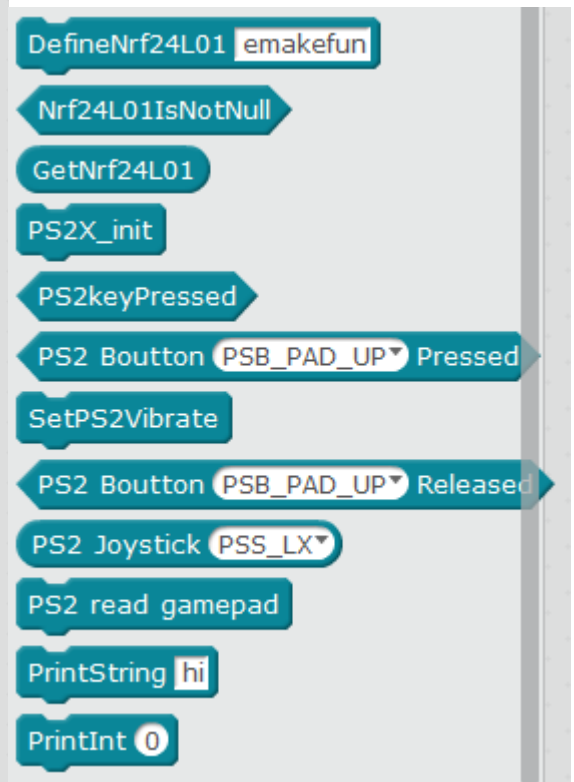 DefineNrf24L01 emakefun
Nrf24L01IsNotNull
GetNrf24L01
PS2X_init
PS2keyPressed
PS2 Boutton PSB_PAD_UP Pressed
SetPS2Vibrate
PS2 Boutton PSB_PAD_UP Released
PS2 Joystick PSS_LX
PS2 read gamepad
PrintString hi
PrintInt 0